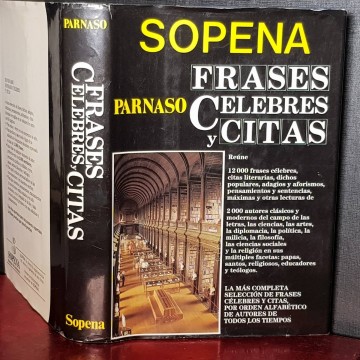 PARNASO
FRASES
CELEBRES y CITAS
Sopena
SOPENA
FRASES
PARNASO CELEBRES
y CITAS
Reúne
12 000 frases célebres,
citas literarias, dichos
populares, adagios y aforismos,
pensamientos y sentencias,
máximas y otras lecturas de
2 000 autores clásicos y
modernos del campo de las
letras, las ciencias, las artes,
la diplomacia, la política, la
milicia, la filosofía,
las ciencias sociales
y la religión en sus
múltiples facetas: papas,
santos, religiosos, educadores
y teólogos.
LA MÁS COMPLETA
SELECCIÓN DE FRASES
CÉLEBRES Y CITAS,
POR ORDEN ALFABÉTICO
DE AUTORES DE
TODOS LOS TIEMPOS